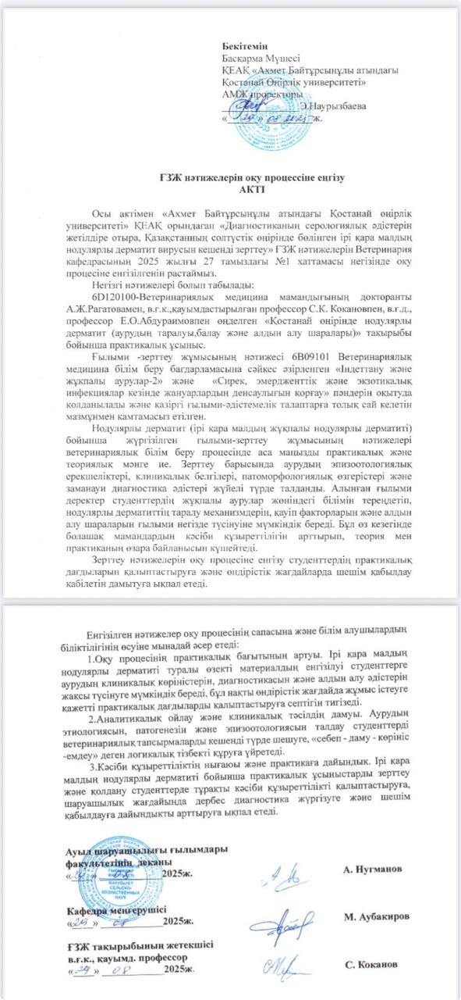 Бекітемін
Басқарма Мүшесі
ҚЕАҚ «Ахмет Байтұрсынұлы атындағы
Қостанай Өңірлік университеті»
АМЖ проректоры
Э.Наурызбаева
«29» 08 2025 ж.
ҒЗЖ нәтижелерін оқу процессіне енгізу
АКТІ
Осы актімен «Ахмет Байтұрсынұлы атындағы Қостанай өңірлік
университеті» ҚЕАҚ орындаған «Диагностиканың серологиялық әдістерін
жетілдіре отыра, Қазақстанның солтүстік өңірінде бөлінген ірі қара малдың
нодулярлы дерматит вирусын кешенді зерттеу» ҒЗЖ нәтижелерін Ветеринария
кафедрасының 2025 жылғы 27 тамыздағы №1 хаттамасы негізінде оқу
процесіне енгізілгенін растаймыз.
Негізгі нәтижелері болып табылады:
6D120100-Ветеринариялық медицина мамандығының докторанты
А.Ж.Рагатовамен, в.ғ.к.,қауымдастырылған профессор С.К. Кокановпен, в.ғ.д.,
профессор Е.О.Абдураимовпен өңделген «Қостанай өңірінде нодулярлы
дерматит (аурудың таралуы,балау және алдын алу шаралары)» тақырыбы
бойынша практикалық ұсыныс.
Ғылыми -зерттеу жұмысының нәтижесі 6В09101 Ветеринариялық
медицина білім беру бағдарламасына сәйкес әзірленген «Індеттану және
жұқпалы аурулар-2» және «Сирек, эмерджентті‌к және экзотикалық
инфекциялар кезінде жануарлардың денсаулығын қорғау» пәндерін оқытуда
қолданылады және қазіргі ғылыми-әдістемелік талаптарға толық сай келетін
мазмұнмен қамтамасыз етілген.
Нодулярлы дерматит (ірі қара малдың жұқпалы нодулярлы дерматиті)
бойынша жүргізілген ғылыми-зерттеу жұмысының нәтижелері
ветеринариялық білім беру процесінде аса маңызды практикалық және
теориялық мәнге ие. Зерттеу барысында аурудың эпизоотологиялық
ерекшеліктері, клиникалық белгілері, патоморфологиялық өзгерістері және
заманауи диагностика әдістері жүйелі түрде талданды. Алынған ғылыми
деректер студенттердің жұқпалы аурулар жөніндегі білімін тереңдетіп,
нодулярлы дерматиттің таралу механизмдерін, қауіп факторларын және алдын
алу шараларын ғылыми негізде түсінуіне мүмкіндік береді. Бұл өз кезегінде
болашақ мамандардың кәсіби құзыреттілігін арттырып, теория мен
практиканың өзара байланысын күшейтеді.
Зерттеу нәтижелерін оқу процесіне енгізу студенттердің практикалық
дағдыларын қалыптастыруға және өндірістік жағдайларда шешім қабылдау
қабілетін дамытуға ықпал етеді.
Енгізілген нәтижелер оқу процесінің сапасына және білім алушылардың
біліктілігінің өсуіне мынадай әсер етеді:
1.Оқу процесінің практикалық бағытының артуы. Ірі қара малдың
нодулярлы дерматиті туралы өзекті материалдың енгізілуі студенттерге
аурудың клиникалық көріністерін, диагностикасын және алдын алу әдістерін
жақсы түсінуге мүмкіндік береді, бұл нақты өндірістік жағдайда жұмыс істеуге
қажетті практикалық дағдыларды қалыптастыруға септігін тигізеді.
2.Аналитикалық ойлау және клиникалық тәсілдің дамуы. Аурудың
этиологиясын, патогенезін және эпизоотологиясын талдау студенттерді
ветеринариялық тапсырмаларды кешенді түрде шешуге, «себеп - даму - көрініс
-емдеу» деген логикалық тізбекті құруға үйретеді.
3.Кәсіби құзыреттіліктің нығаюы және практикаға дайындық. Ірі қара
малдың нодулярлы дерматиті бойынша практикалық ұсыныстарды зерттеу
және қолдану студенттерде тұрақты кәсіби құзыреттілікті қалыптастыруға,
шаруашылық жағдайында дербес диагностика жүргізуге және шешім
қабылдауға дайындықты арттыруға ықпал етеді.
Ауыл шаруашылығы ғылымдары
факультетінің деканы
«29» 08 2025ж.
А. Нугманов
ФАКУЛЬТЕТ
СЕЛЬСКО-
ХОЗЯЙСТВЕННЫХ
НАУК
Кафедра меңгерушісі
«29» 08 2025ж.
М. Аубакиров
ҒЗЖ тақырыбының жетекшісі
в.ғ.к., қауымд. профессор
«29» 08 2025ж.
С. Коканов